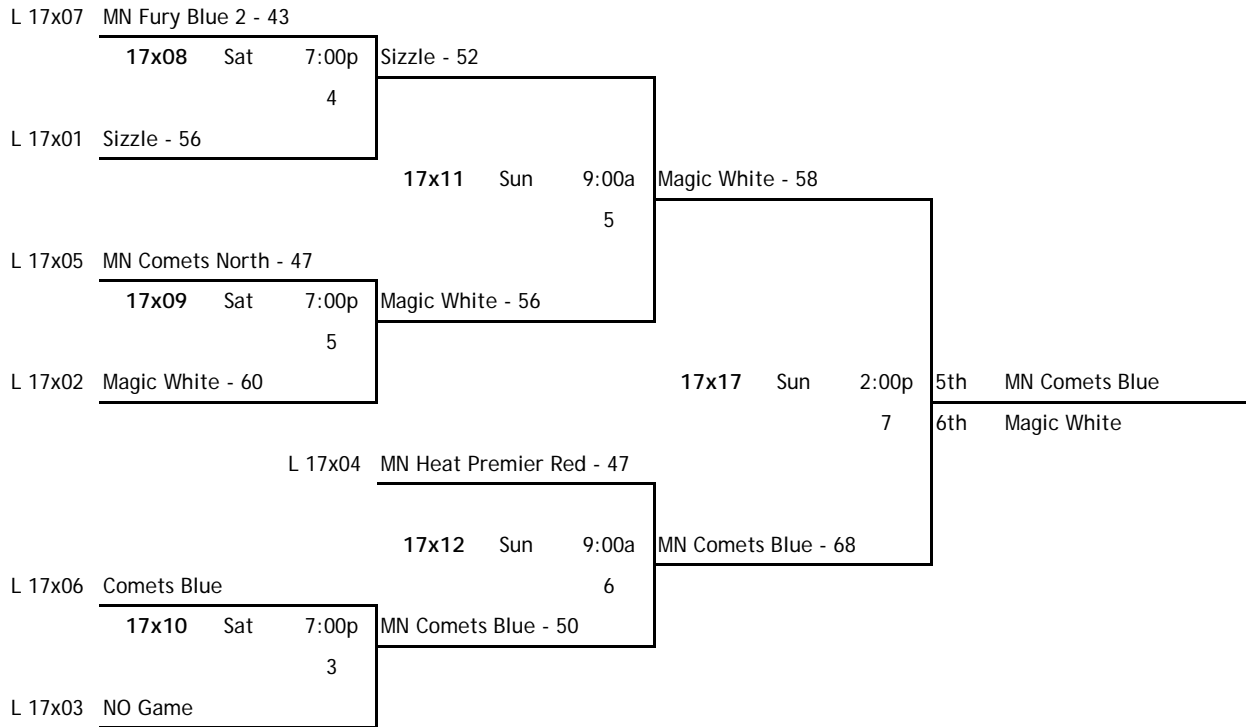 L 17x07 MN Fury Blue 2 - 43
17x08 Sat 7:00p Sizzle - 52
4
L 17x01 Sizzle - 56
17x11 Sun 9:00a Magic White - 58
5
L 17x05 MN Comets North - 47
17x09 Sat 7:00p Magic White - 56
5
L 17x02 Magic White - 60 17x17 Sun 2:00p 5th MN Comets Blue
7 6th Magic White
L 17x04 MN Heat Premier Red - 47
17x12 Sun 9:00a MN Comets Blue - 68
L 17x06 Comets Blue 6
17x10 Sat 7:00p MN Comets Blue - 50
3
L 17x03 NO Game